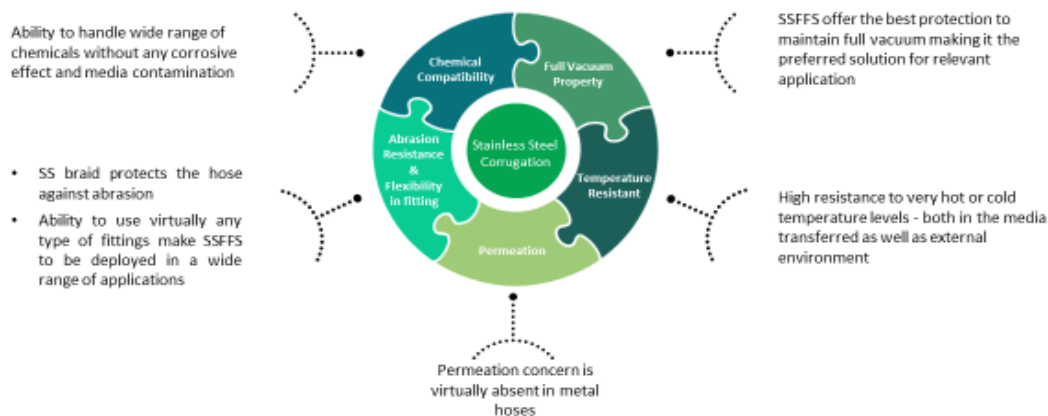 Ability to handle wide range of
chemicals without any corrosive
effect and media contamination
SSFFS offer the best protection to
maintain full vacuum making it the
preferred solution for relevant
application
Chemical
Compatibility
Full Vacuum
Property
Abrasion
Resistance
&
Flexibility
in fitting
Stainless Steel
Corrugation
Temperature
Resistant
Permeation
• SS braid protects the hose
against abrasion
• Ability to use virtually any
type of fittings make SSFFS
to be deployed in a wide
range of applications
High resistance to very hot or cold
temperature levels - both in the media
transferred as well as external
environment
Permeation concern is
virtually absent in metal
hoses